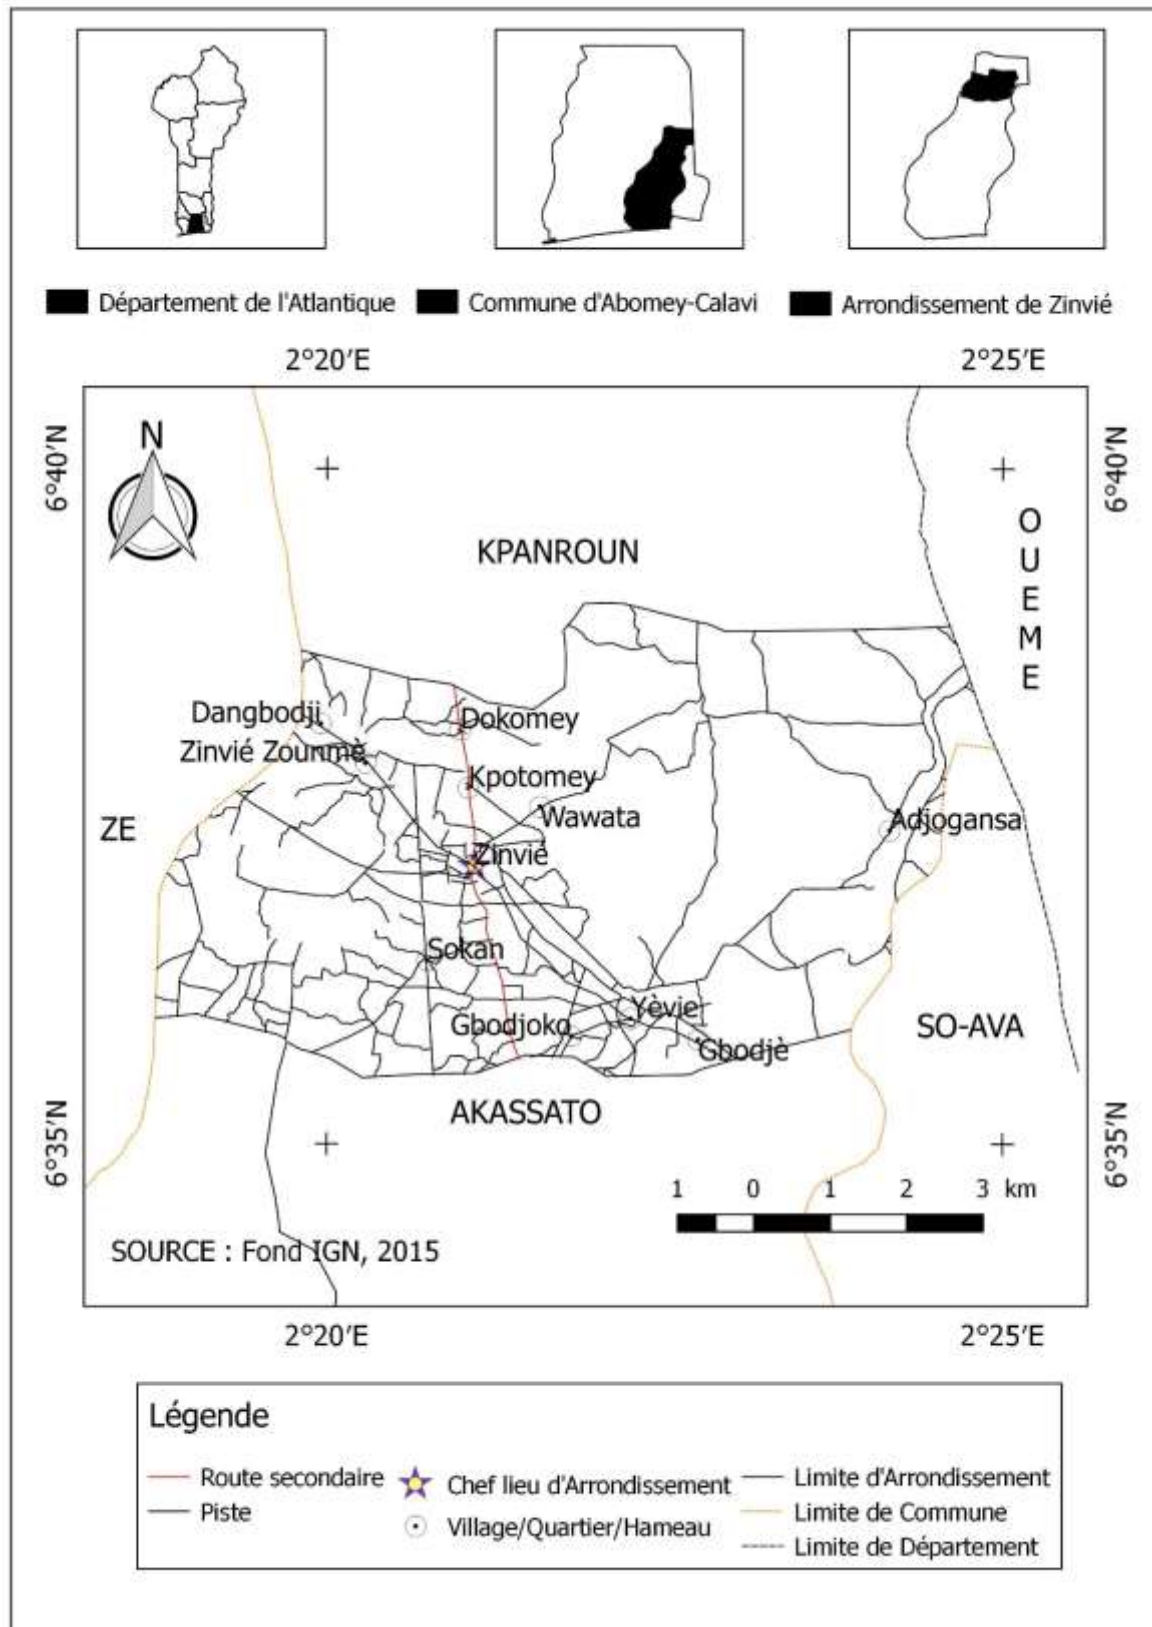 Département de l'Atlantique
Commune d'Abomey-Calavi
Arrondissement de Zinvié
2°20'E
2°25'E
N
6°40'N
6°40'N
KPANROUN
OUEME
Dangbodji
Dokomey
Zinvié Zounmè
Kpotomey
Wawata
Adjogansa
ZE
Zinvié
Sokan
Yèvie
Gbodjoko
Gbodjè
SO-AVA
AKASSATO
6°35'N
6°35'N
1 0 1 2 3 km
SOURCE : Fond IGN, 2015
2°20'E
2°25'E
Légende
Route secondaire
Piste
Chef lieu d'Arrondissement
Village/Quartier/Hameau
Limite d'Arrondissement
Limite de Commune
Limite de Département